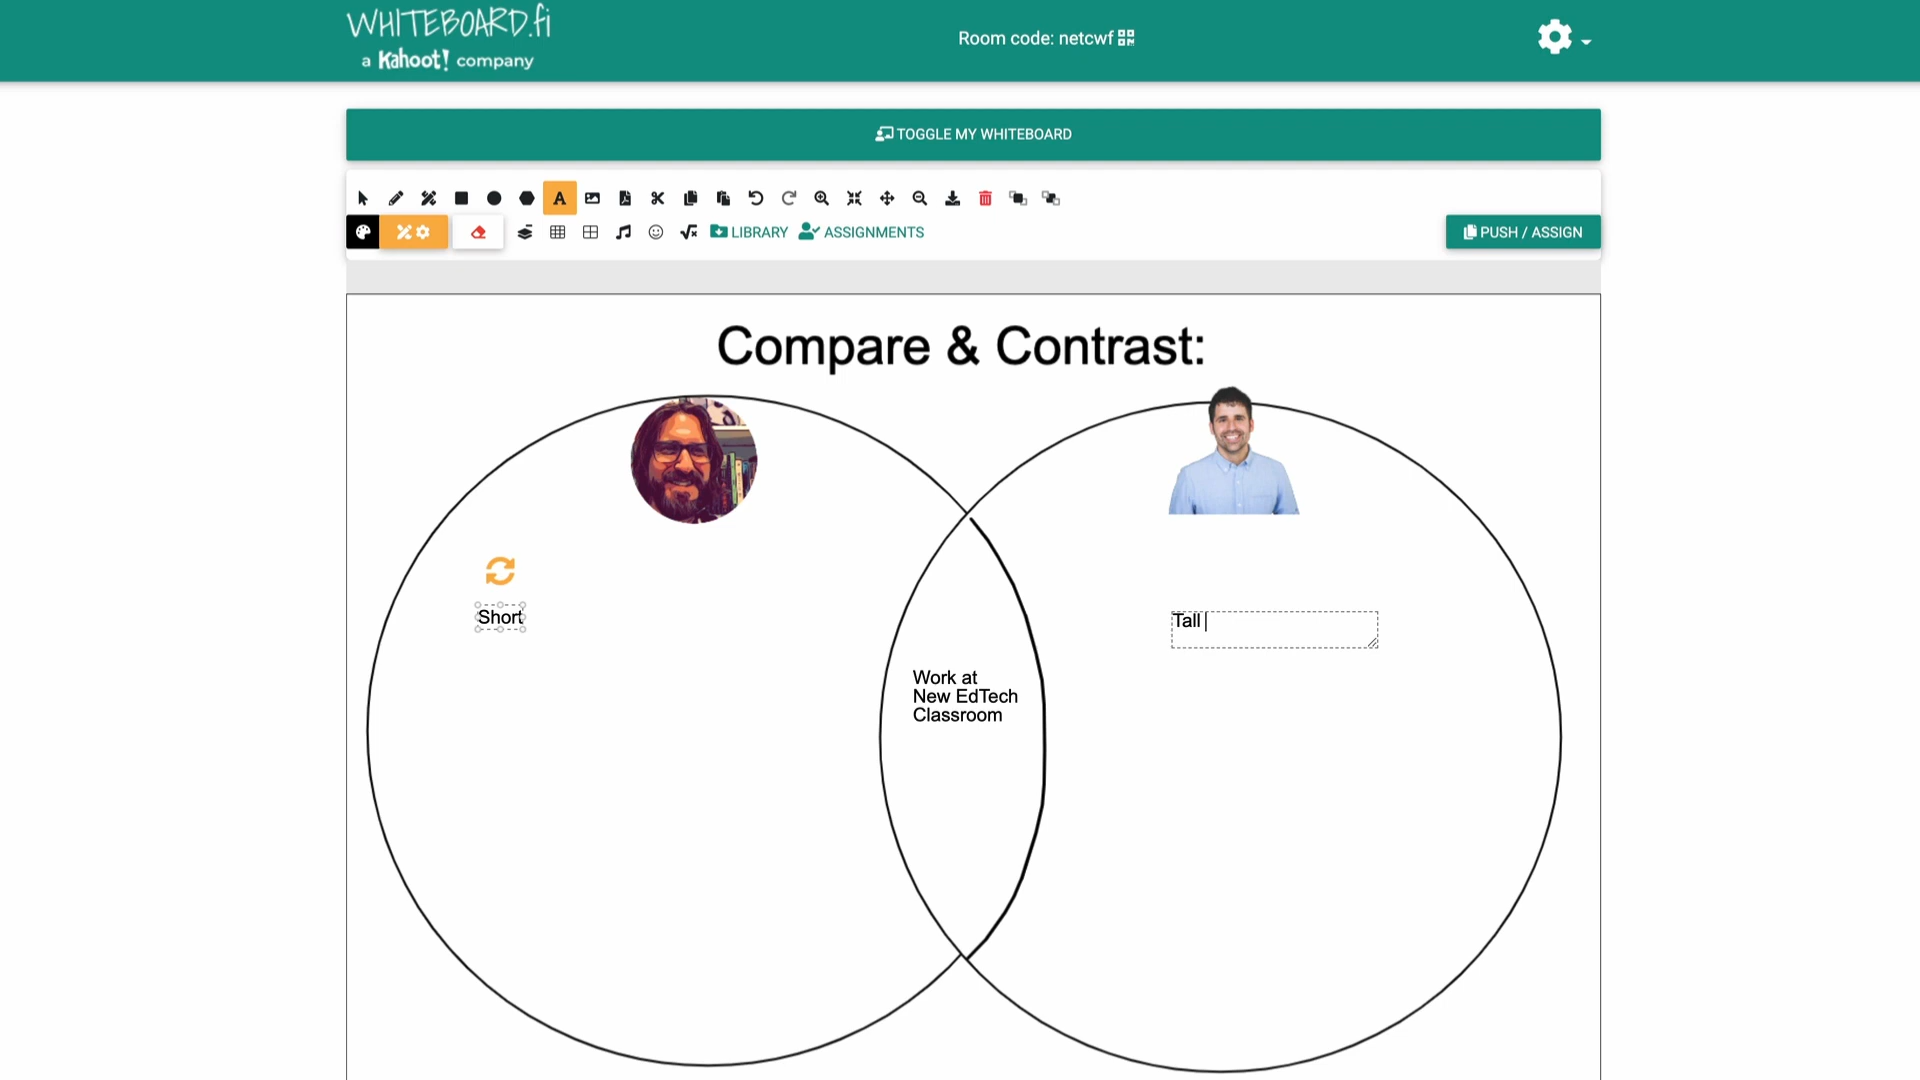 WHITEBOARD.fi
a Kahoot! company
Room code: netcwf
TOGGLE MY WHITEBOARD
A
LIBRARY
ASSIGNMENTS
PUSH / ASSIGN
Compare & Contrast:
Short
Tall
Work at
New EdTech
Classroom